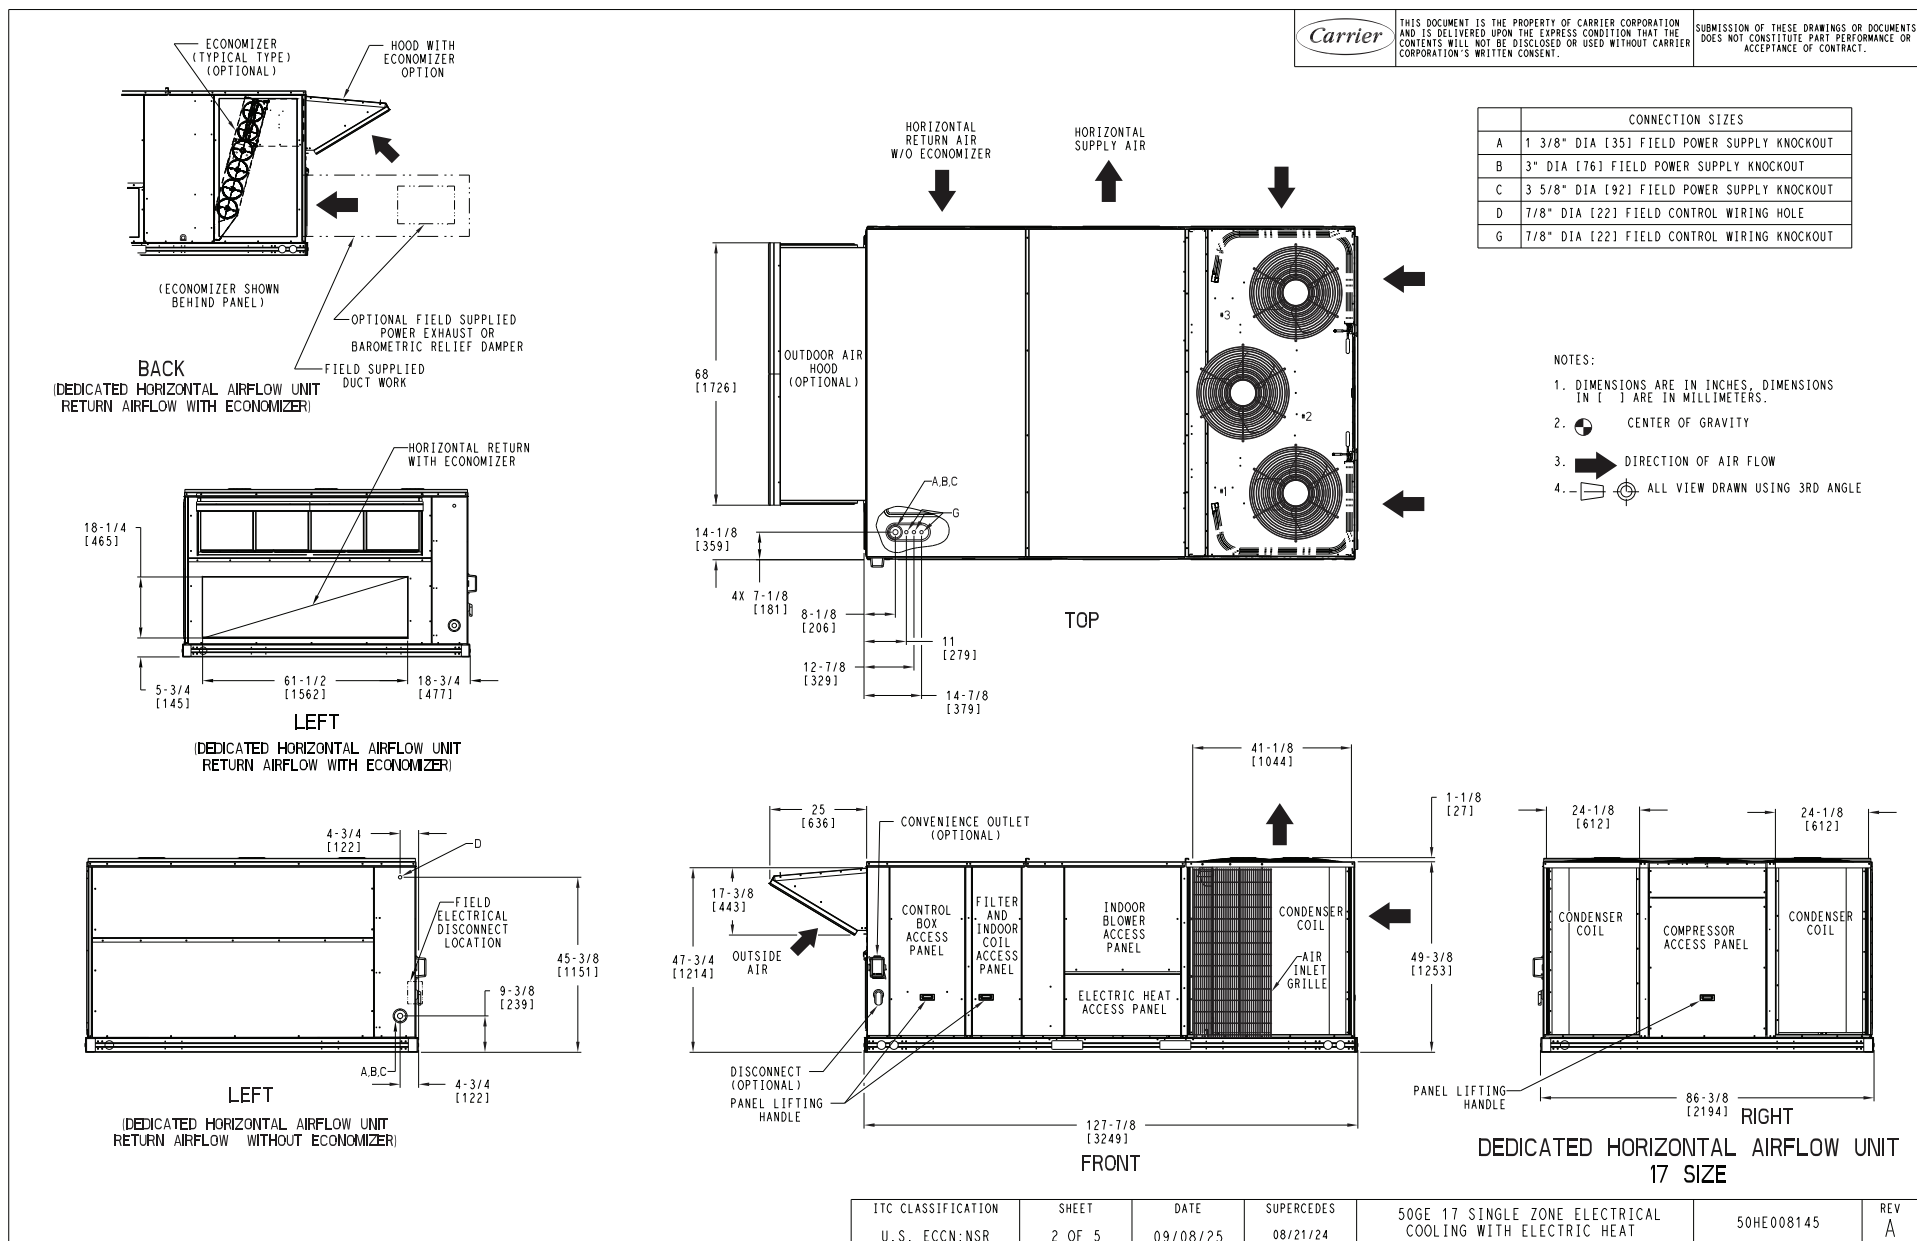 Carrier
THIS DOCUMENT IS THE PROPERTY OF CARRIER CORPORATION
AND IS DELIVERED UPON THE EXPRESS CONDITION THAT THE
CONTENTS WILL NOT BE DISCLOSED OR USED WITHOUT CARRIER
CORPORATION'S WRITTEN CONSENT.
SUBMISSION OF THESE DRAWINGS OR DOCUMENTS
DOES NOT CONSTITUTE PART PERFORMANCE OR
ACCEPTANCE OF CONTRACT.
ECONOMIZER
(TYPICAL TYPE)
(OPTIONAL)
HOOD WITH
ECONOMIZER
OPTION
(ECONOMIZER SHOWN
BEHIND PANEL)
OPTIONAL FIELD SUPPLIED
POWER EXHAUST OR
BAROMETRIC RELIEF DAMPER
FIELD SUPPLIED
DUCT WORK
BACK
(DEDICATED HORIZONTAL AIRFLOW UNIT
RETURN AIRFLOW WITH ECONOMIZER)
HORIZONTAL
RETURN AIR
W/O ECONOMIZER
HORIZONTAL
SUPPLY AIR
CONNECTION SIZES
A 1 3/8" DIA [35] FIELD POWER SUPPLY KNOCKOUT
B 3" DIA [76] FIELD POWER SUPPLY KNOCKOUT
C 3 5/8" DIA [92] FIELD POWER SUPPLY KNOCKOUT
D 7/8" DIA [22] FIELD CONTROL WIRING HOLE
G 7/8" DIA [22] FIELD CONTROL WIRING KNOCKOUT
NOTES:
1. DIMENSIONS ARE IN INCHES, DIMENSIONS
IN [ ] ARE IN MILLIMETERS.
2. CENTER OF GRAVITY
3. DIRECTION OF AIR FLOW
4. ALL VIEW DRAWN USING 3RD ANGLE
OUTDOOR AIR
HOOD
(OPTIONAL)
68
[1726]
3
2
1
A,B,C
G
14-1/8
[359]
4X 7-1/8
[181]
8-1/8
[206]
11
[279]
12-7/8
[329]
14-7/8
[379]
TOP
HORIZONTAL RETURN
WITH ECONOMIZER
18-1/4
[465]
5-3/4
[145]
61-1/2
[1562]
18-3/4
[477]
LEFT
(DEDICATED HORIZONTAL AIRFLOW UNIT
RETURN AIRFLOW WITH ECONOMIZER)
4-3/4
[122]
D
FIELD
ELECTRICAL
DISCONNECT
LOCATION
45-3/8
[1151]
9-3/8
[239]
A,B,C
4-3/4
[122]
LEFT
(DEDICATED HORIZONTAL AIRFLOW UNIT
RETURN AIRFLOW WITHOUT ECONOMIZER)
41-1/8
[1044]
25
[636]
CONVENIENCE OUTLET
(OPTIONAL)
1-1/8
[27]
17-3/8
[443]
47-3/4
[1214]
OUTSIDE
AIR
CONTROL
BOX
ACCESS
PANEL
FILTER
AND
INDOOR
COIL
ACCESS
PANEL
INDOOR
BLOWER
ACCESS
PANEL
ELECTRIC HEAT
ACCESS PANEL
CONDENSER
COIL
AIR
INLET
GRILLE
49-3/8
[1253]
DISCONNECT
(OPTIONAL)
PANEL LIFTING
HANDLE
127-7/8
[3249]
FRONT
24-1/8
[612]
24-1/8
[612]
CONDENSER
COIL
COMPRESSOR
ACCESS PANEL
CONDENSER
COIL
PANEL LIFTING
HANDLE
86-3/8
[2194]
RIGHT
DEDICATED HORIZONTAL AIRFLOW UNIT
17 SIZE
ITC CLASSIFICATION
U.S. ECCN:NSR
SHEET
2 OF 5
DATE
09/08/25
SUPERCEDES
08/21/24
50GE 17 SINGLE ZONE ELECTRICAL
COOLING WITH ELECTRIC HEAT
50HE008145
REV
A